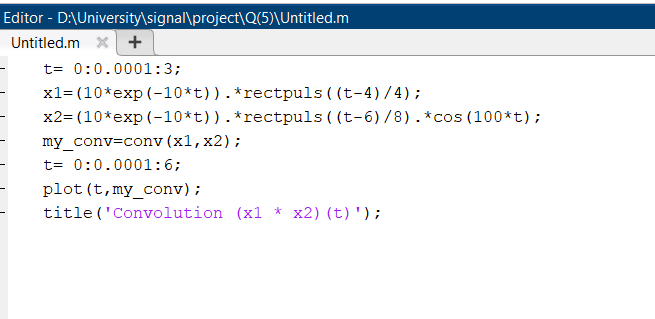 Editor - D:\University\signal\project\Q(5)\Untitled.m
Untitled.m
t= 0:0.0001:3;
x1=(10*exp(-10*t)).*rectpuls((t-4)/4);
x2=(10*exp(-10*t)).*rectpuls((t-6)/8).*cos(100*t);
my_conv=conv(x1,x2);
t= 0:0.0001:6;
plot(t,my_conv);
title('Convolution (x1 * x2)(t)');